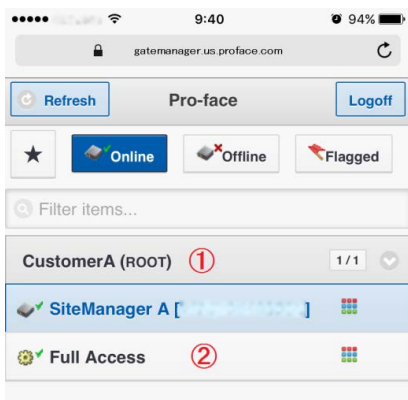 9:40
94%
gatemanager.us.proface.com
Refresh
Pro-face
Logoff
Online
Offline
Flagged
Filter items...
CustomerA (ROOT) ① 1/1
SiteManager A [ ]
Full Access ②